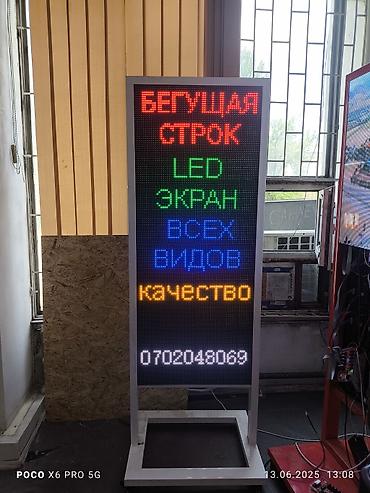 БЕГУЩАЯ
СТРОК
LED
ЭКРАН
ВСЕХ
ВИДОВ
качество
0702048069
POCO X6 PRO 5G
13.06.2025 13:08